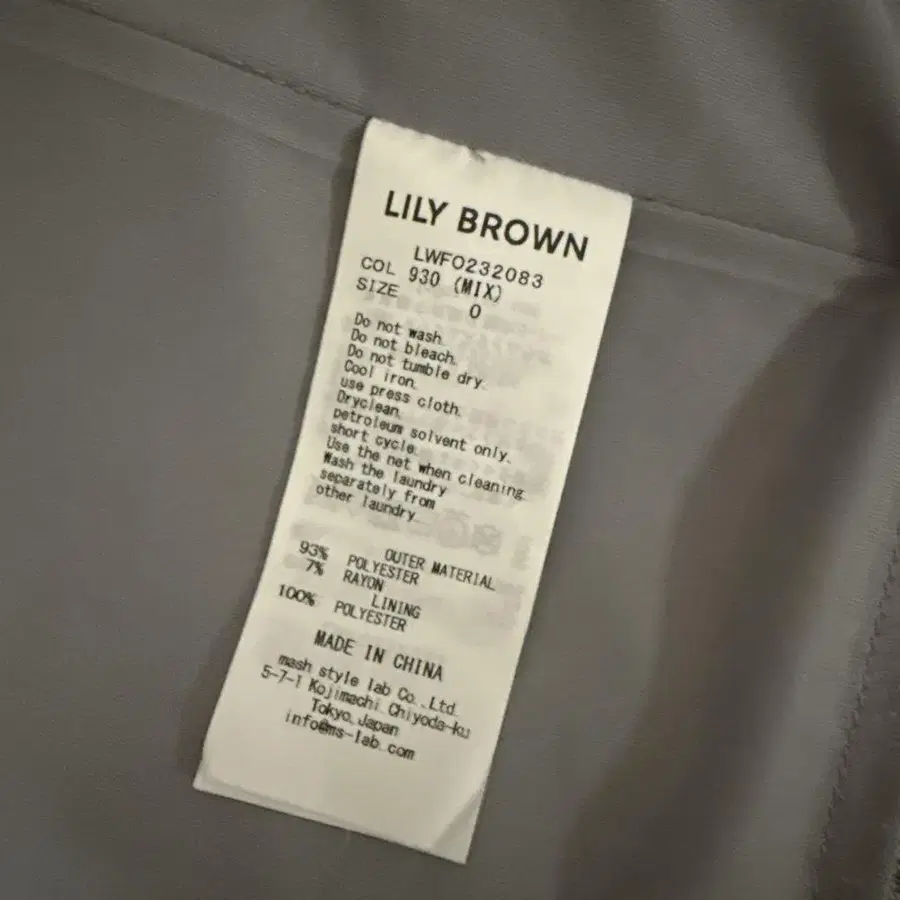 LILY BROWN
LWFO232083
COL 930 (MIX)
SIZE 0
Do not wash.
Do not bleach.
Do not tumble dry.
Cool iron.
use press cloth.
Dryclean.
petroleum solvent only.
short cycle.
Use the net when cleaning.
Wash the laundry
separately from
other laundry.
OUTER MATERIAL
93% POLYESTER
7% RAYON
LINING
100% POLYESTER
MADE IN CHINA
mash style lab Co.,Ltd.
5-7-1 Kojimachi Chiyoda-ku
Tokyo,Japan
info@ms-lab.com